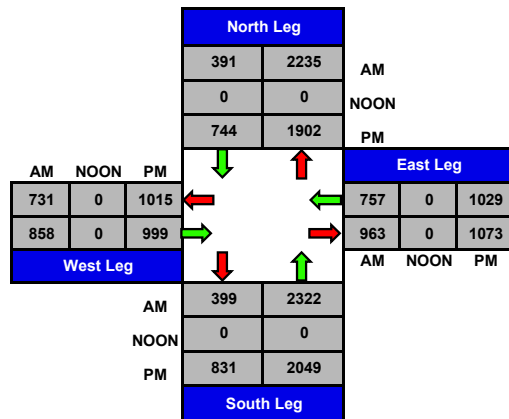 North Leg
391 2235 AM
0 0 NOON
744 1902 PM
AM NOON PM East Leg
731 0 1015 757 0 1029
858 0 999 963 0 1073
West Leg AM NOON PM
AM 399 2322
NOON 0 0
PM 831 2049
South Leg